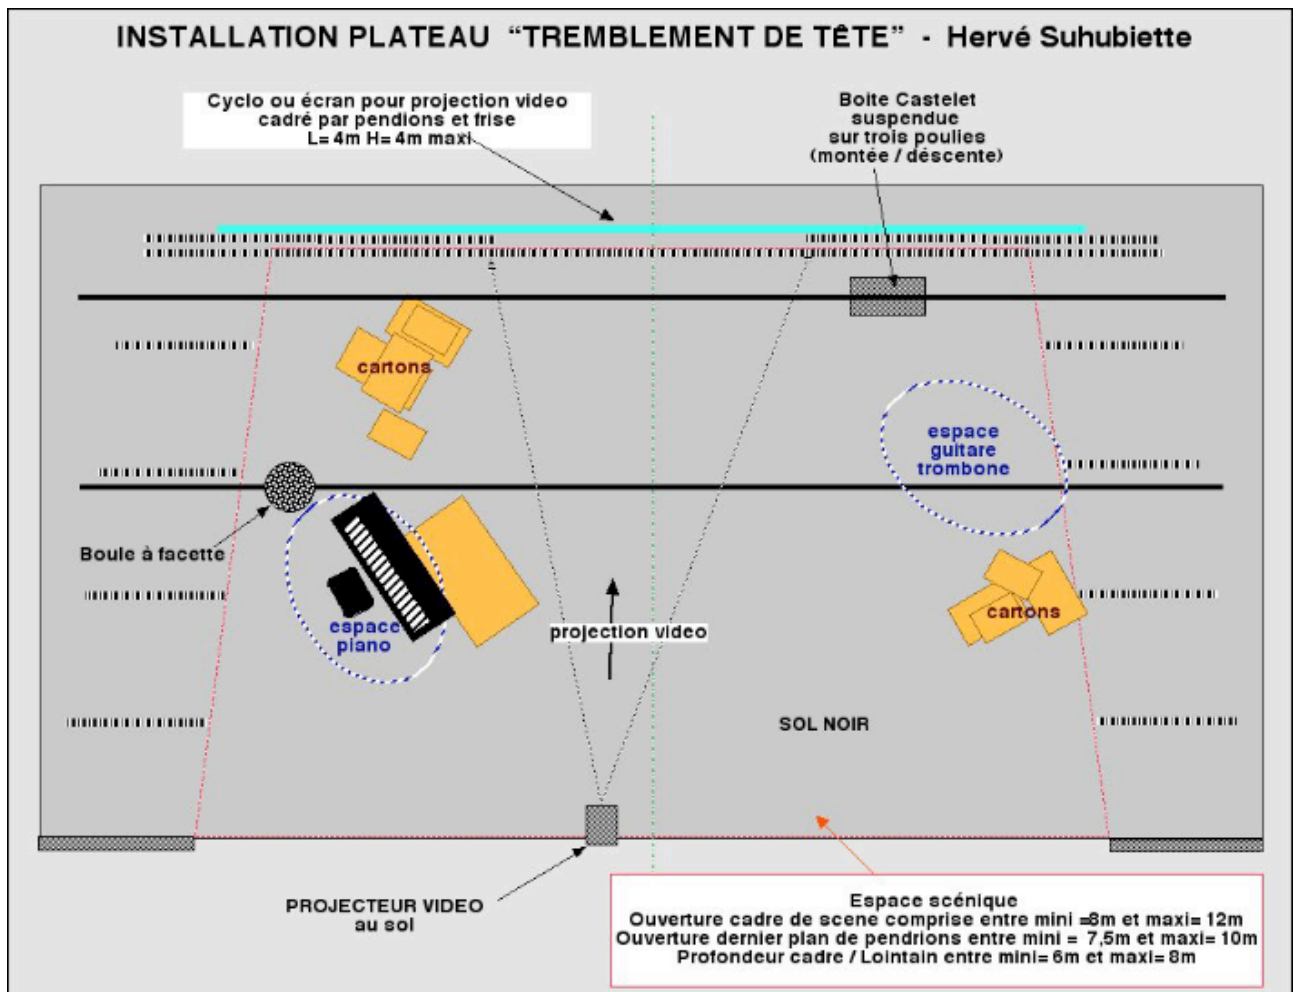 INSTALLATION PLATEAU “TREMBLEMENT DE TÊTE” - Hervé Suhubiette
Cyclo ou écran pour projection video
cadré par pendions et frise
L= 4m H= 4m maxi
Boite Castelet
suspendue
sur trois poulies
(montée / déscente)
cartons
espace
guitare
trombone
Boule à facette
espace
piano
projection video
cartons
SOL NOIR
PROJECTEUR VIDEO
au sol
Espace scénique
Ouverture cadre de scene comprise entre mini =8m et maxi= 12m
Ouverture dernier plan de pendrions entre mini = 7,5m et maxi= 10m
Profondeur cadre / Lointain entre mini= 6m et maxi= 8m